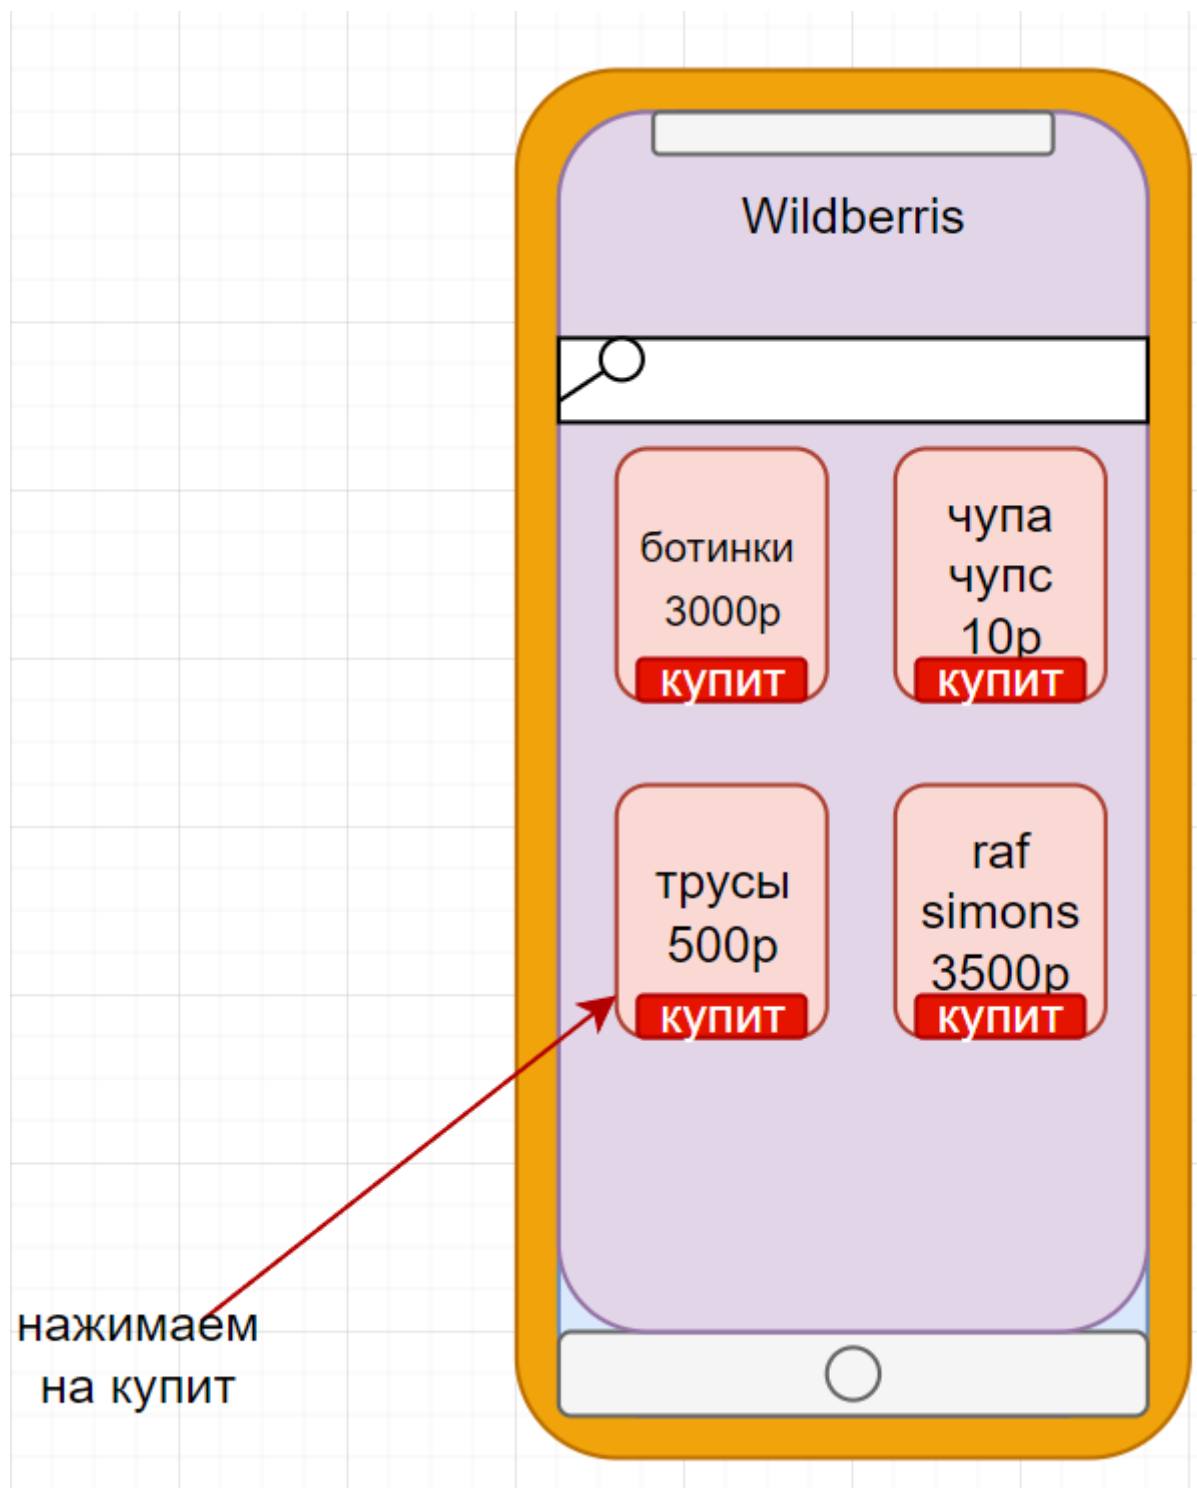 Wildberris
ботинки
3000р
купит
чупа
чупс
10р
купит
трусы
500р
купит
raf
simons
3500р
купит
нажимаем
на купит